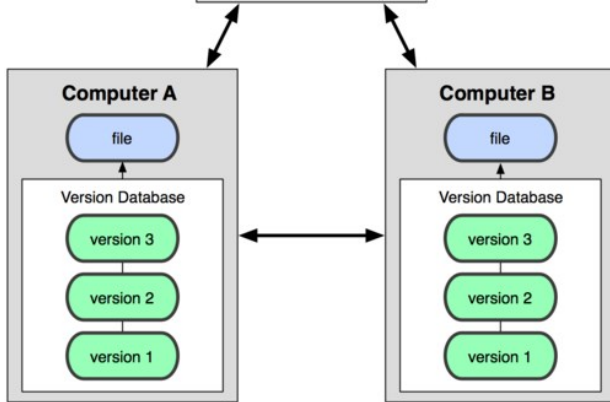 Computer A
file
Version Database
version 3
version 2
version 1
Computer B
file
Version Database
version 3
version 2
version 1